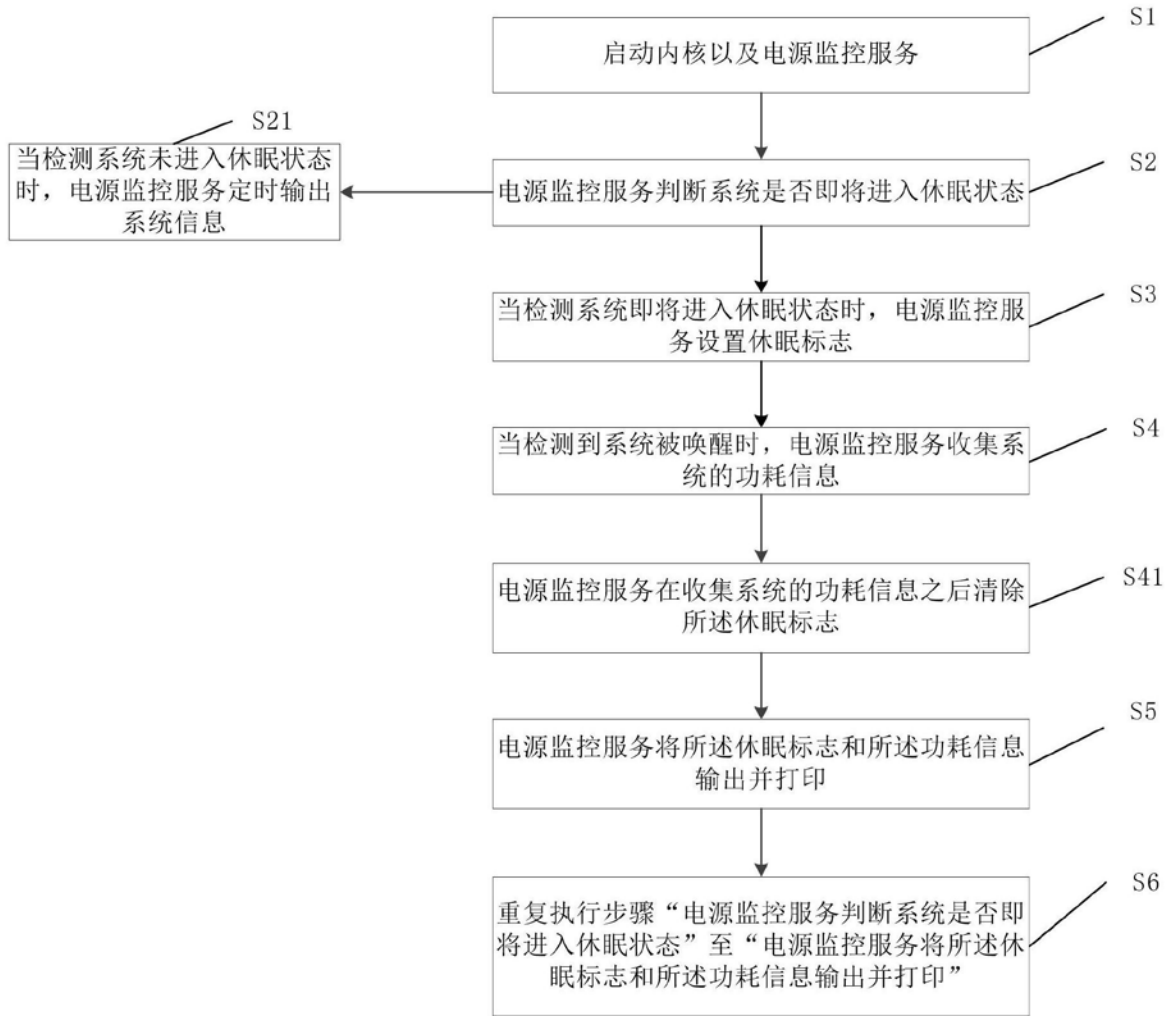 S1
启动内核以及电源监控服务
S21
当检测系统未进入休眠状态
时，电源监控服务定时输出
系统信息
S2
电源监控服务判断系统是否即将进入休眠状态
S3
当检测系统即将进入休眠状态时，电源监控服
务设置休眠标志
S4
当检测到系统被唤醒时，电源监控服务收集系
统的功耗信息
S41
电源监控服务在收集系统的功耗信息之后清除
所述休眠标志
S5
电源监控服务将所述休眠标志和所述功耗信息
输出并打印
S6
重复执行步骤“电源监控服务判断系统是否即
将进入休眠状态”至“电源监控服务将所述休
眠标志和所述功耗信息输出并打印”